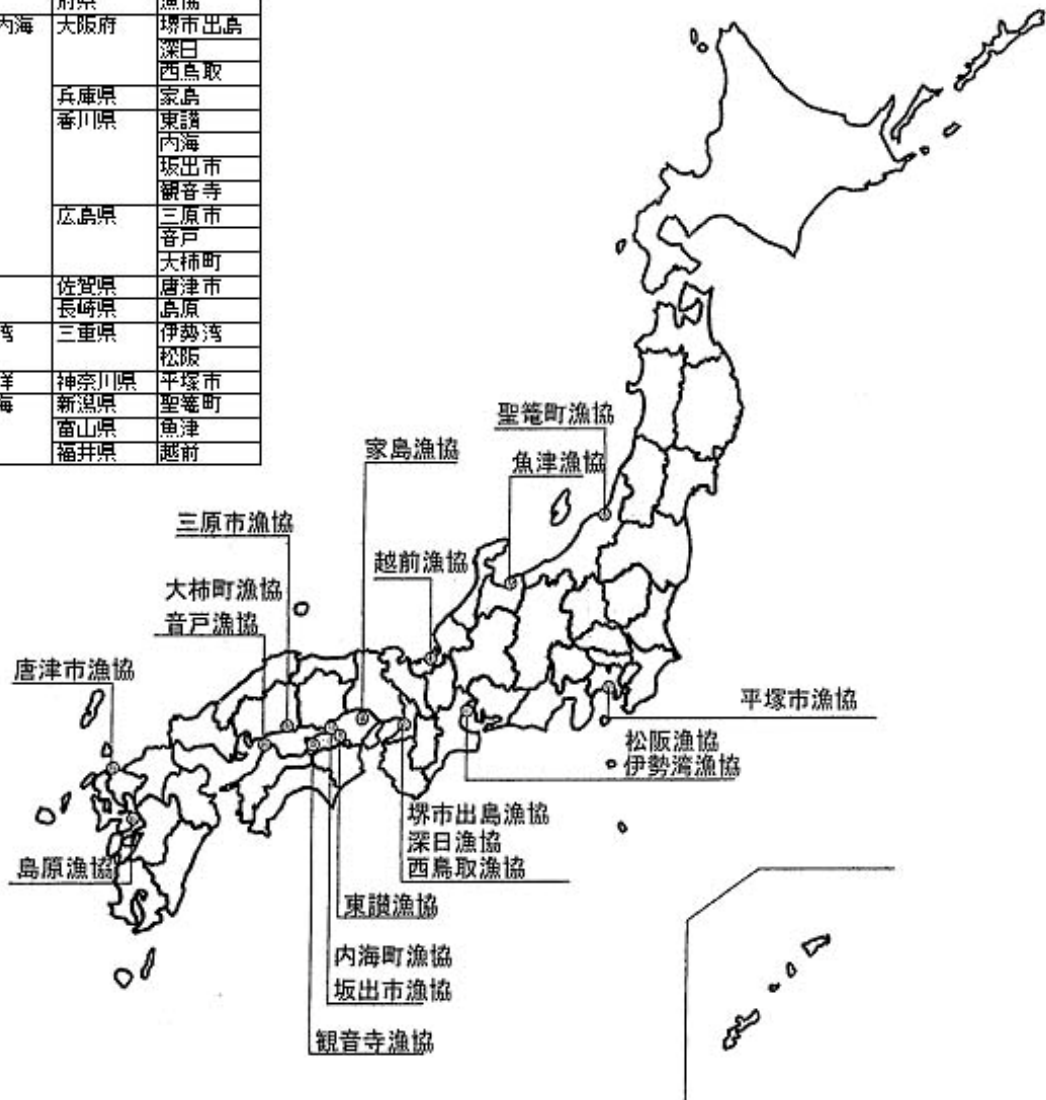 府県 漁協
内海 大阪府 堺市出島
深日
西鳥取
兵庫県 家島
香川県 東讃
内海
坂出市
観音寺
広島県 三原市
音戸
大柿町
佐賀県 唐津市
長崎県 島原
湾 三重県 伊勢湾
松阪
洋 神奈川県 平塚市
海 新潟県 聖篭町
富山県 魚津
福井県 越前
聖篭町漁協
家島漁協
魚津漁協
三原市漁協
越前漁協
大柿町漁協
音戸漁協
唐津市漁協
平塚市漁協
松阪漁協
伊勢湾漁協
堺市出島漁協
深日漁協
西鳥取漁協
島原漁協
東讃漁協
内海町漁協
坂出市漁協
観音寺漁協